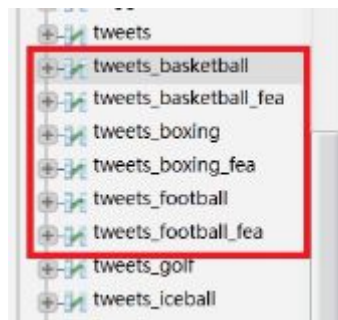 tweets
tweets_basketball
tweets_basketball_fea
tweets_boxing
tweets_boxing_fea
tweets_football
tweets_football_fea
tweets_golf
tweets_iceball